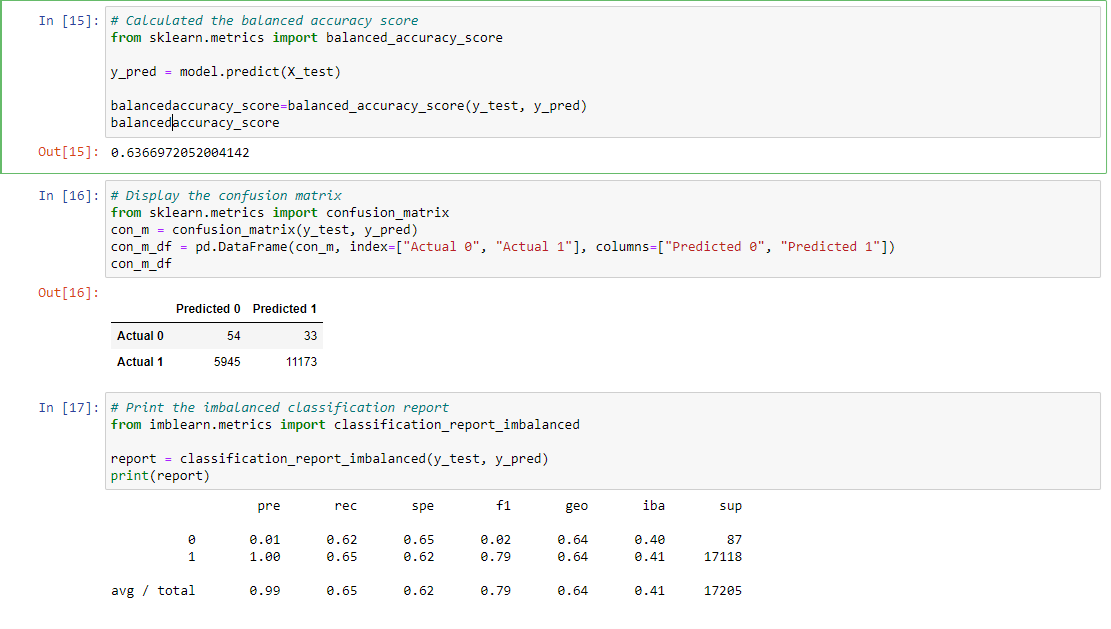 In [15]: # Calculated the balanced accuracy score
from sklearn.metrics import balanced_accuracy_score
y_pred = model.predict(X_test)
balancedaccuracy_score=balanced_accuracy_score(y_test, y_pred)
balancedaccuracy_score
Out[15]: 0.6366972052004142
In [16]: # Display the confusion matrix
from sklearn.metrics import confusion_matrix
con_m = confusion_matrix(y_test, y_pred)
con_m_df = pd.DataFrame(con_m, index=["Actual 0", "Actual 1"], columns=["Predicted 0", "Predicted 1"])
con_m_df
Out[16]:
Predicted 0 Predicted 1
Actual 0 54 33
Actual 1 5945 11173
In [17]: # Print the imbalanced classification report
from imblearn.metrics import classification_report_imbalanced
report = classification_report_imbalanced(y_test, y_pred)
print(report)
pre rec spe f1 geo iba sup
0 0.01 0.62 0.65 0.02 0.64 0.40 87
1 1.00 0.65 0.62 0.79 0.64 0.41 17118
avg / total 0.99 0.65 0.62 0.79 0.64 0.41 17205